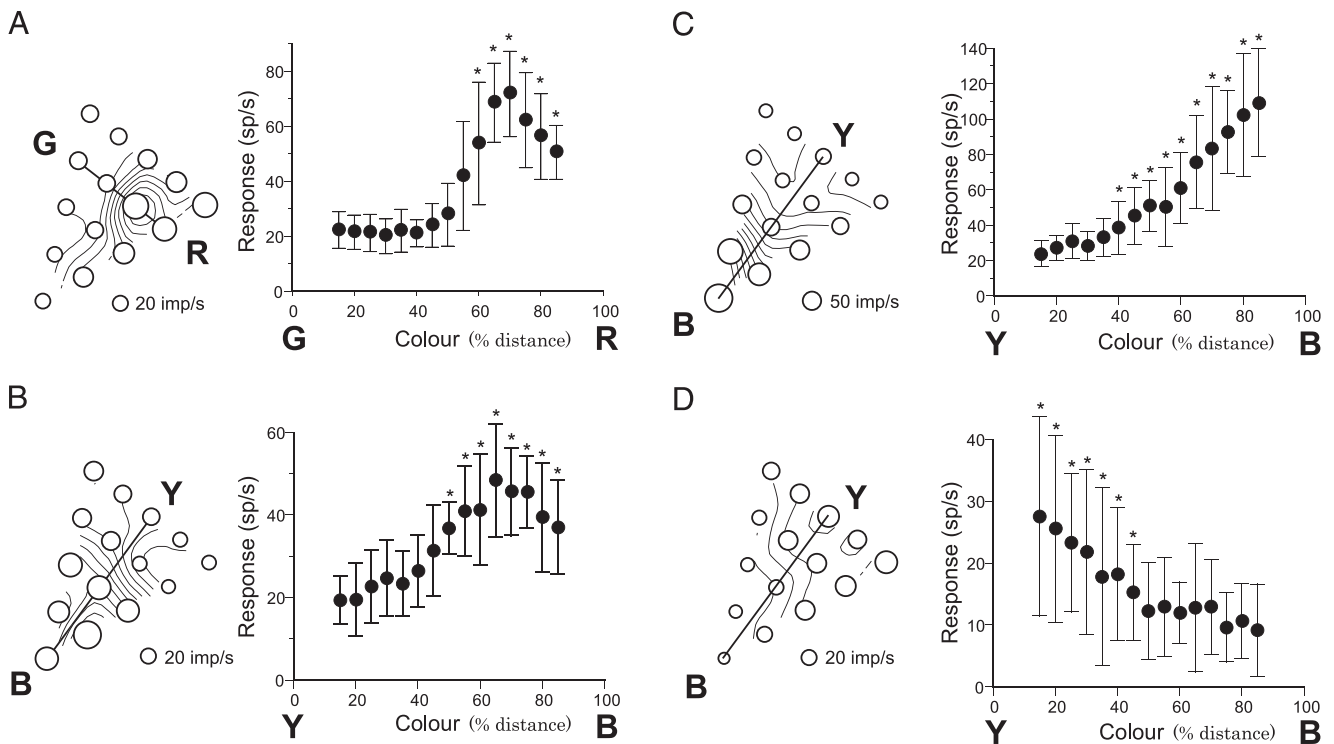 A
G
R
20 imp/s
Response (sp/s)
80
60
40
20
0
0 20 40 60 80 100
G Colour (% distance) R
* * * * * *
C
Y
B
50 imp/s
Response (sp/s)
140
120
100
80
60
40
20
0
0 20 40 60 80 100
Y Colour (% distance) B
* * * * * * * * * *
B
Y
B
20 imp/s
Response (sp/s)
60
40
20
0
0 20 40 60 80 100
Y Colour (% distance) B
* * * * * * * *
D
Y
B
20 imp/s
Response (sp/s)
40
30
20
10
0
0 20 40 60 80 100
Y Colour (% distance) B
* * * * * * *